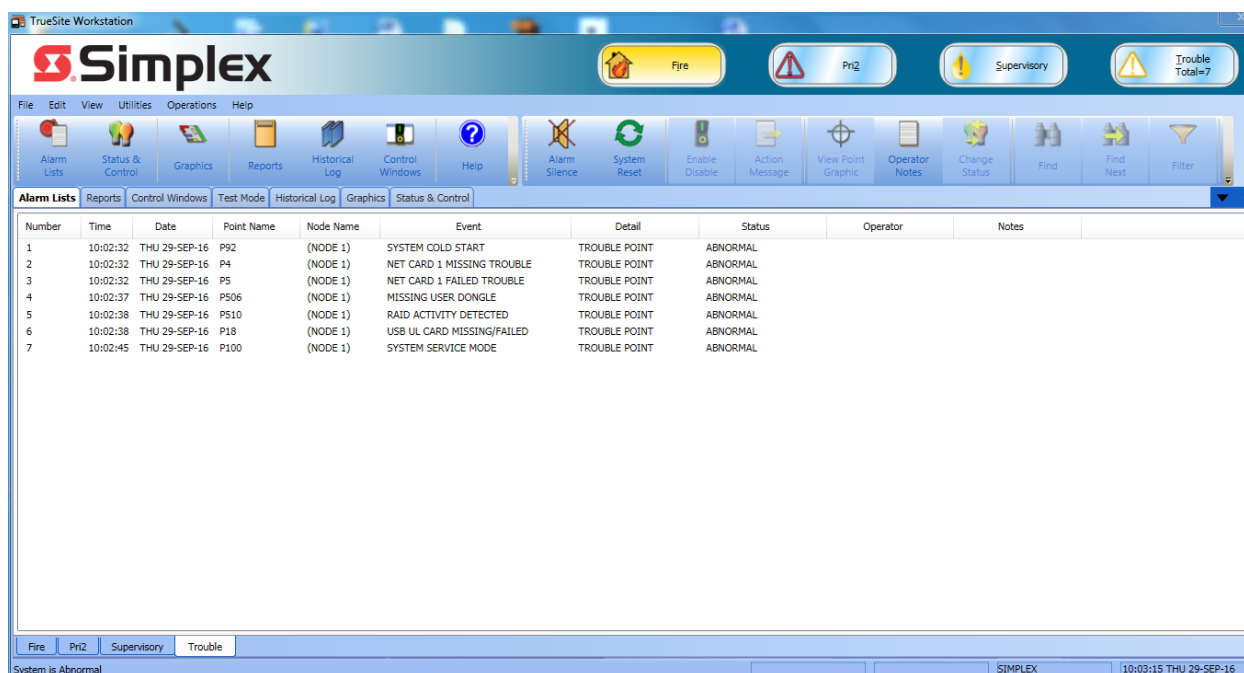 TrueSite Workstation
Simplex
Fire
Pri2
Supervisory
Trouble
Total=7
File Edit View Utilities Operations Help
Alarm Lists
Status & Control
Graphics
Reports
Historical Log
Control Windows
Help
Alarm Silence
System Reset
Enable Disable
Action Message
View Point Graphic
Operator Notes
Change Status
Find
Find Next
Filter
Alarm Lists Reports Control Windows Test Mode Historical Log Graphics Status & Control
Number Time Date Point Name Node Name Event Detail Status Operator Notes
1 10:02:32 THU 29-SEP-16 P92 (NODE 1) SYSTEM COLD START TROUBLE POINT ABNORMAL
2 10:02:32 THU 29-SEP-16 P4 (NODE 1) NET CARD 1 MISSING TROUBLE TROUBLE POINT ABNORMAL
3 10:02:32 THU 29-SEP-16 P5 (NODE 1) NET CARD 1 FAILED TROUBLE TROUBLE POINT ABNORMAL
4 10:02:37 THU 29-SEP-16 P506 (NODE 1) MISSING USER DONGLE TROUBLE POINT ABNORMAL
5 10:02:38 THU 29-SEP-16 P510 (NODE 1) RAID ACTIVITY DETECTED TROUBLE POINT ABNORMAL
6 10:02:38 THU 29-SEP-16 P18 (NODE 1) USB UL CARD MISSING/FAILED TROUBLE POINT ABNORMAL
7 10:02:45 THU 29-SEP-16 P100 (NODE 1) SYSTEM SERVICE MODE TROUBLE POINT ABNORMAL
Fire Pri2 Supervisory Trouble
System is Abnormal SIMPLEX 10:03:15 THU 29-SEP-16